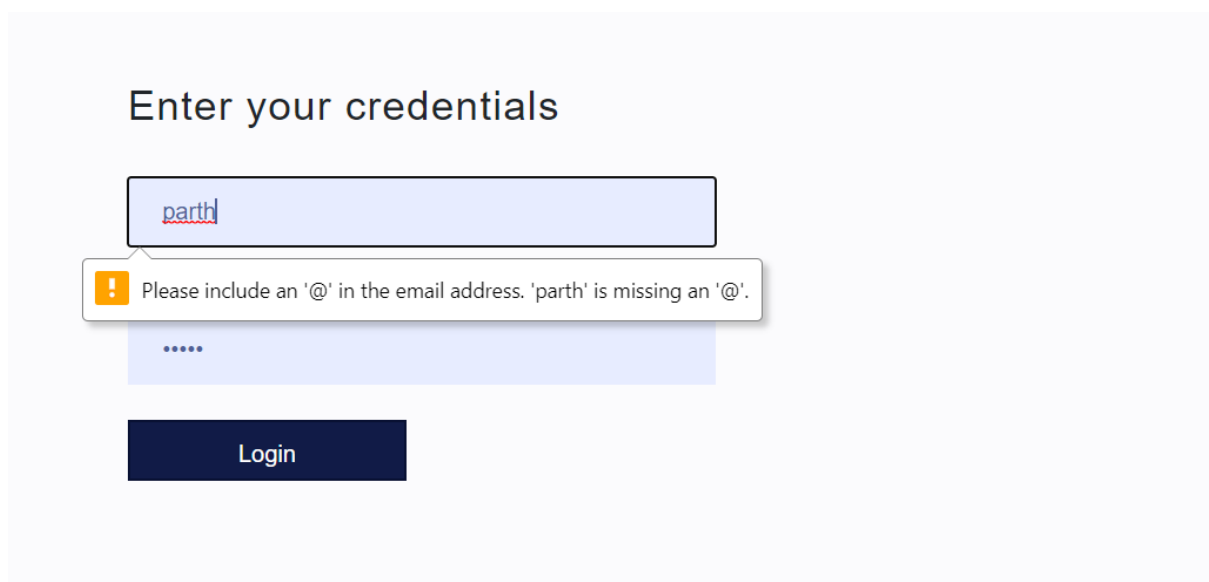 Enter your credentials
parth
Please include an '@' in the email address. 'parth' is missing an '@'.
•••••
Login